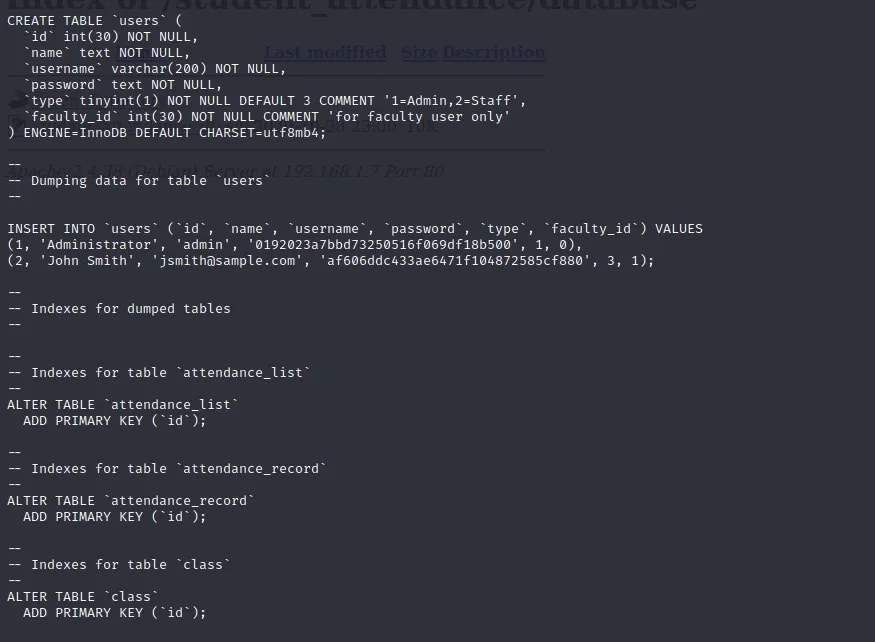 Index of /student_attendance/database
CREATE TABLE `users` (
  `id` int(30) NOT NULL,
  `name` text NOT NULL,
Last modified Size Description
  `username` varchar(200) NOT NULL,
  `password` text NOT NULL,
  `type` tinyint(1) NOT NULL DEFAULT 3 COMMENT '1=Admin,2=Staff',
  `faculty_id` int(30) NOT NULL COMMENT 'for faculty user only'
) ENGINE=InnoDB DEFAULT CHARSET=utf8mb4;
--
Apache/2.4.38 (Debian) Server at 192.168.1.7 Port 80
-- Dumping data for table `users`
--
INSERT INTO `users` (`id`, `name`, `username`, `password`, `type`, `faculty_id`) VALUES
(1, 'Administrator', 'admin', '0192023a7bbd73250516f069df18b500', 1, 0),
(2, 'John Smith', 'jsmith@sample.com', 'af606ddc433ae6471f104872585cf880', 3, 1);
--
-- Indexes for dumped tables
--
--
-- Indexes for table `attendance_list`
--
ALTER TABLE `attendance_list`
  ADD PRIMARY KEY (`id`);
--
-- Indexes for table `attendance_record`
--
ALTER TABLE `attendance_record`
  ADD PRIMARY KEY (`id`);
--
-- Indexes for table `class`
--
ALTER TABLE `class`
  ADD PRIMARY KEY (`id`);